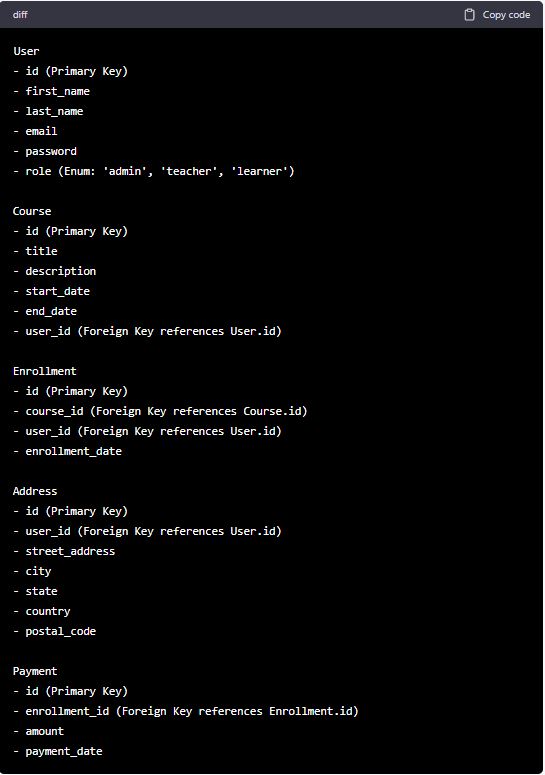 diff
Copy code
User
- id (Primary Key)
- first_name
- last_name
- email
- password
- role (Enum: 'admin', 'teacher', 'learner')
Course
- id (Primary Key)
- title
- description
- start_date
- end_date
- user_id (Foreign Key references User.id)
Enrollment
- id (Primary Key)
- course_id (Foreign Key references Course.id)
- user_id (Foreign Key references User.id)
- enrollment_date
Address
- id (Primary Key)
- user_id (Foreign Key references User.id)
- street_address
- city
- state
- country
- postal_code
Payment
- id (Primary Key)
- enrollment_id (Foreign Key references Enrollment.id)
- amount
- payment_date